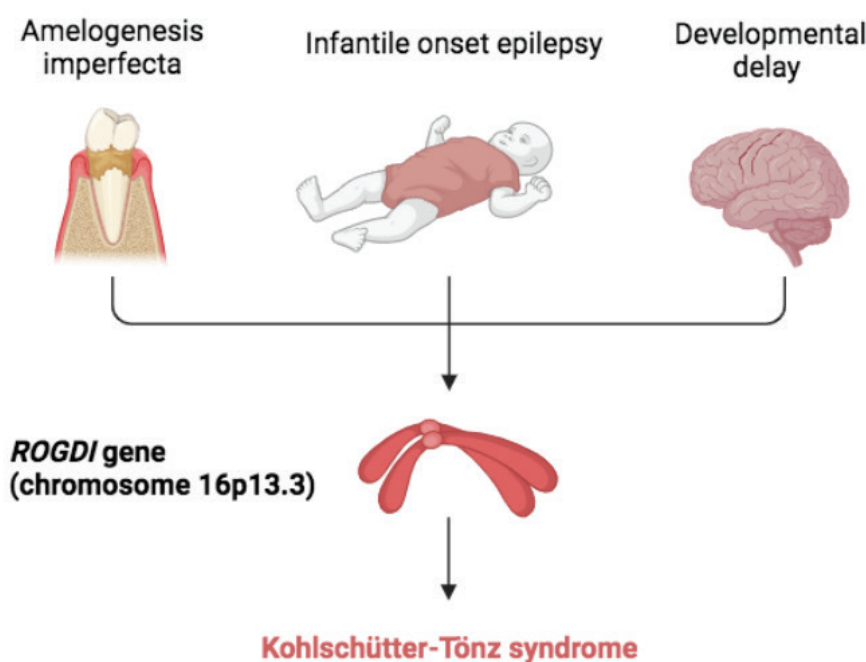 Amelogenesis
imperfecta
Infantile onset epilepsy
Developmental
delay
ROGDI gene
(chromosome 16p13.3)
Kohlschütter-Tönz syndrome